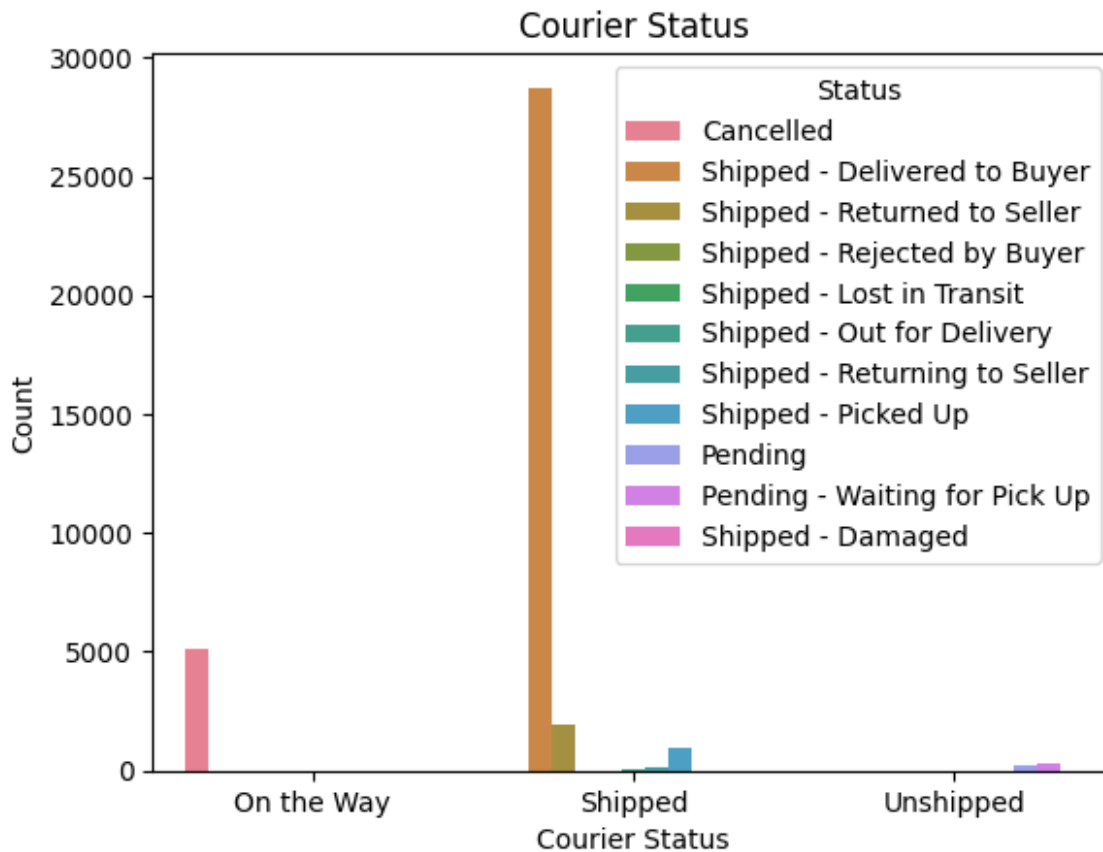 Courier Status
30000
25000
20000
15000
10000
5000
0
Count
Status
Cancelled
Shipped - Delivered to Buyer
Shipped - Returned to Seller
Shipped - Rejected by Buyer
Shipped - Lost in Transit
Shipped - Out for Delivery
Shipped - Returning to Seller
Shipped - Picked Up
Pending
Pending - Waiting for Pick Up
Shipped - Damaged
On the Way
Shipped
Unshipped
Courier Status